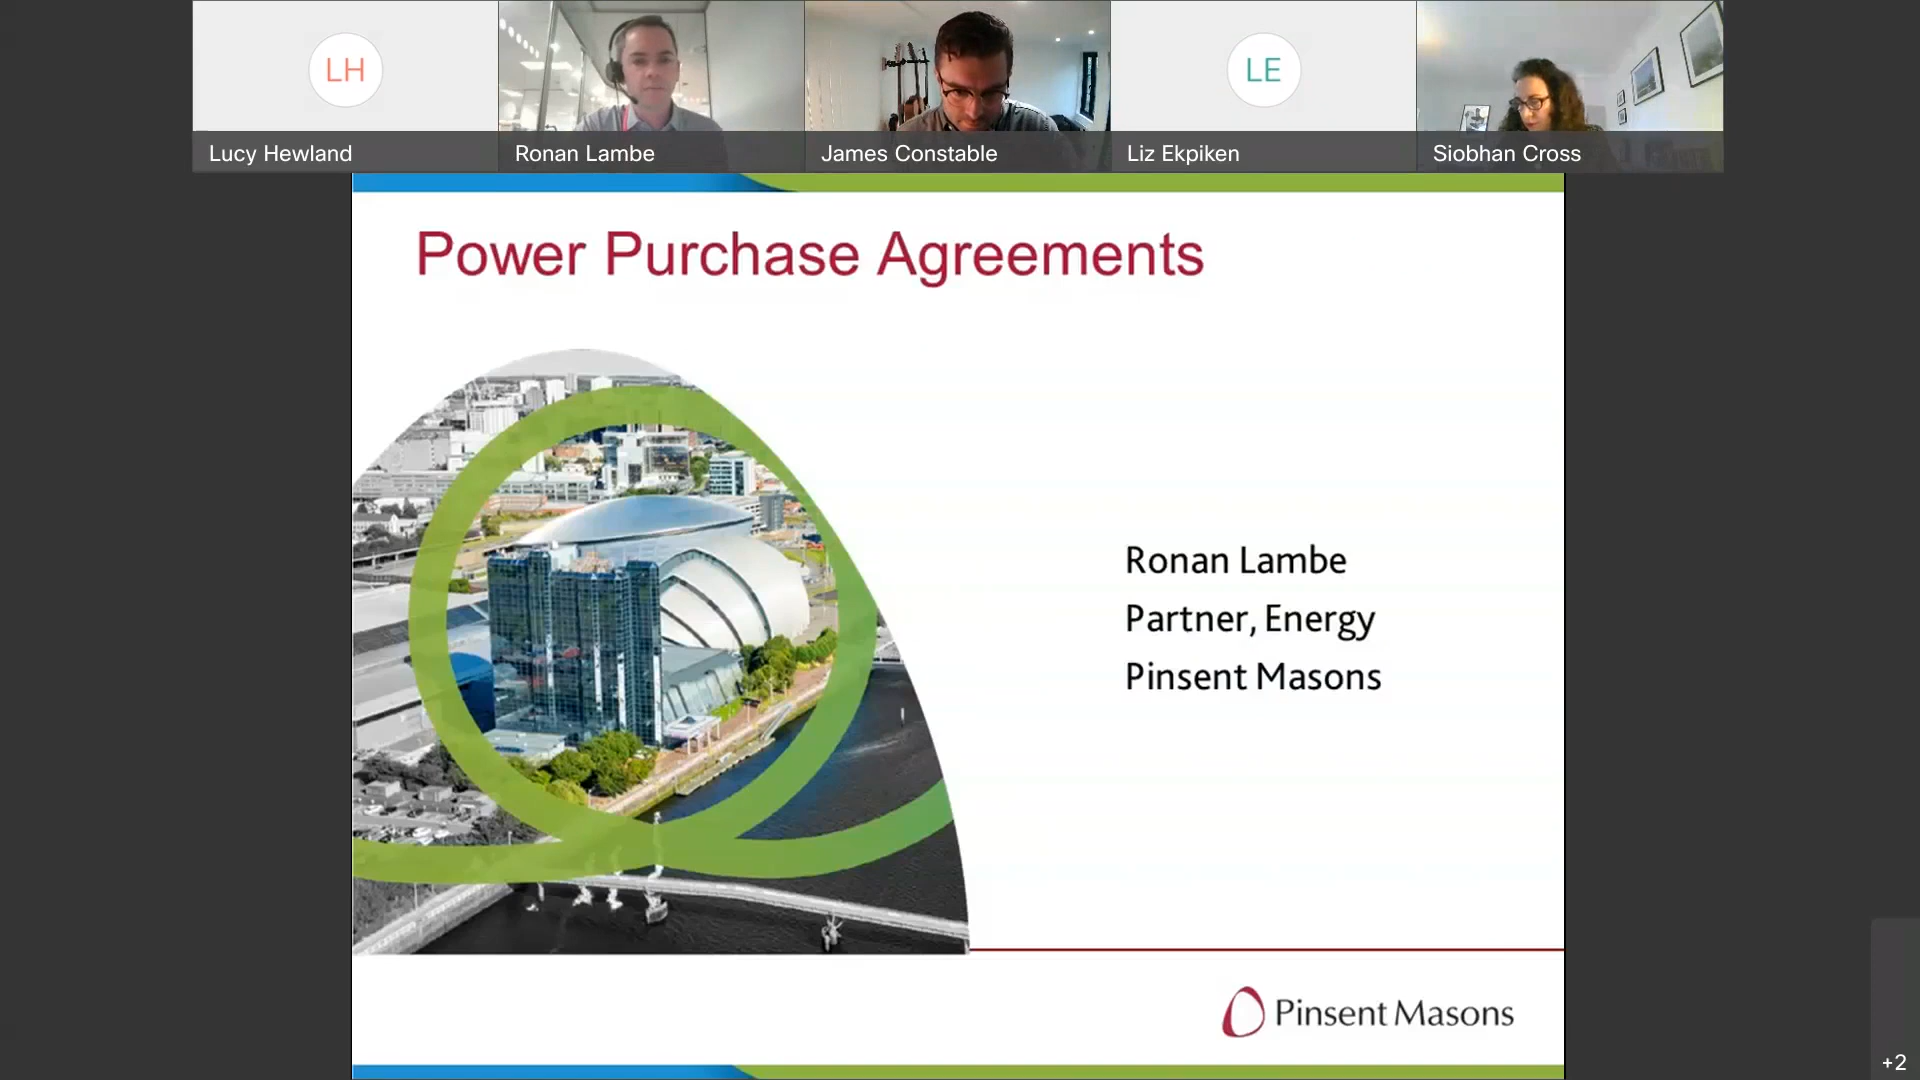 LH
Lucy Hewland
Ronan Lambe
James Constable
LE
Liz Ekpiken
Siobhan Cross
Power Purchase Agreements
Ronan Lambe
Partner, Energy
Pinsent Masons
Pinsent Masons
+2